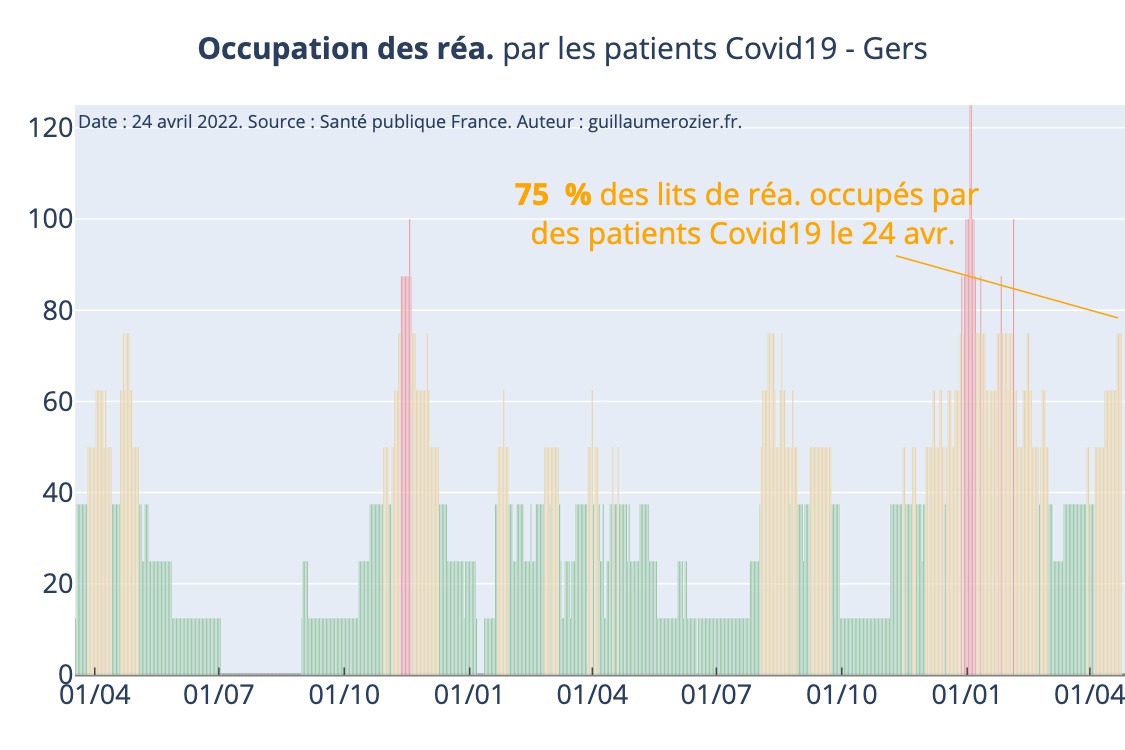 Occupation des réa. par les patients Covid19 - Gers
Date : 24 avril 2022. Source : Santé publique France. Auteur : guillaumerozier.fr.
75  % des lits de réa. occupés par
des patients Covid19 le 24 avr.
120
100
80
60
40
20
0
01/04 01/07 01/10 01/01 01/04 01/07 01/10 01/01 01/04